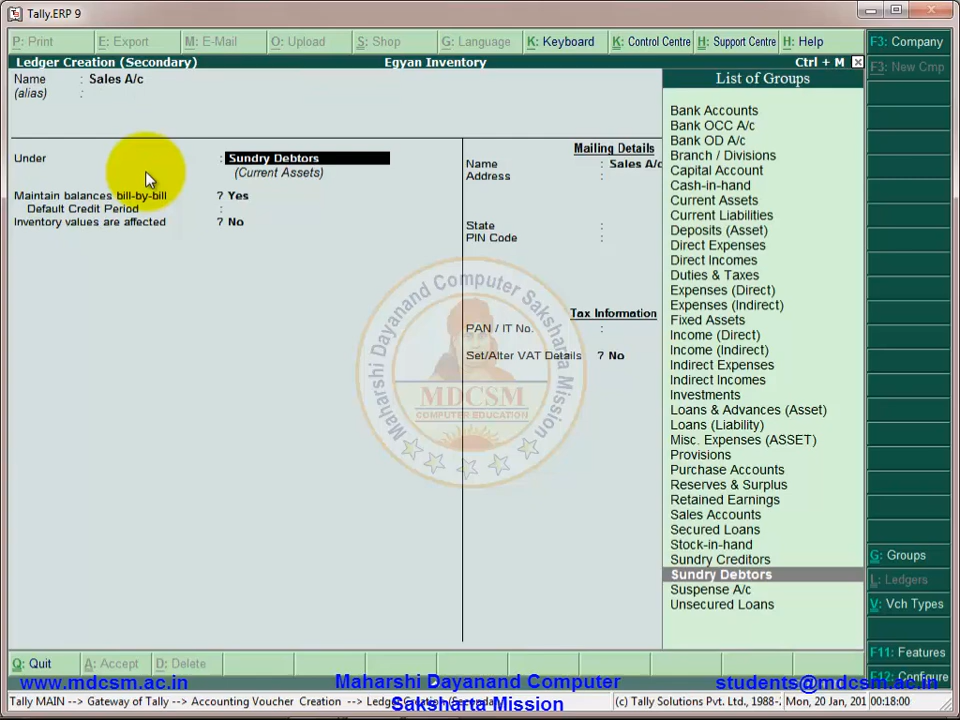 Tally.ERP 9
P: Print
E: Export
M: E-Mail
O: Upload
S: Shop
G: Language
K: Keyboard
K: Control Centre
H: Support Centre
H: Help
F3: Company
F3: New Cmp
Ledger Creation (Secondary)
Egyan Inventory
Ctrl + M
Name : Sales A/c
(alias) :
Under : Sundry Debtors
(Current Assets)
Maintain balances bill-by-bill ? Yes
Default Credit Period :
Inventory values are affected ? No
Mailing Details
Name : Sales A/c
Address :
State :
PIN Code :
Tax Information
PAN / IT No. :
Set/Alter VAT Details ? No
List of Groups
Bank Accounts
Bank OCC A/c
Bank OD A/c
Branch / Divisions
Capital Account
Cash-in-hand
Current Assets
Current Liabilities
Deposits (Asset)
Direct Expenses
Direct Incomes
Duties & Taxes
Expenses (Direct)
Expenses (Indirect)
Fixed Assets
Income (Direct)
Income (Indirect)
Indirect Expenses
Indirect Incomes
Investments
Loans & Advances (Asset)
Loans (Liability)
Misc. Expenses (ASSET)
Provisions
Purchase Accounts
Reserves & Surplus
Retained Earnings
Sales Accounts
Secured Loans
Stock-in-hand
Sundry Creditors
Sundry Debtors
Suspense A/c
Unsecured Loans
G: Groups
L: Ledgers
V: Vch Types
F11: Features
F12: Configure
Maharshi Dayanand Computer Saksharta Mission
MDCSM
COMPUTER EDUCATION
Q: Quit
A: Accept
D: Delete
www.mdcsm.ac.in
Maharshi Dayanand Computer
Saksharta Mission
students@mdcsm.ac.in
Tally MAIN --> Gateway of Tally --> Accounting Voucher Creation --> Ledger Creation
(c) Tally Solutions Pvt. Ltd., 1988-
Mon, 20 Jan, 201
00:18:00